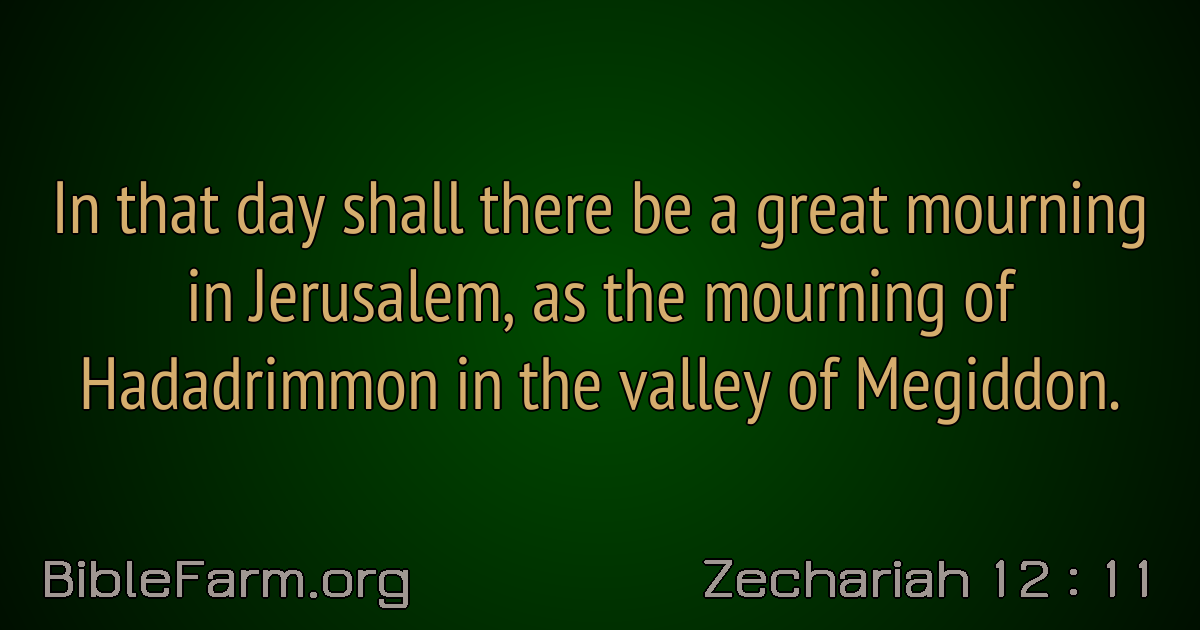 In that day shall there be a great mourning
in Jerusalem, as the mourning of
Hadadrimmon in the valley of Megiddon.
BibleFarm.org
Zechariah 12 : 11